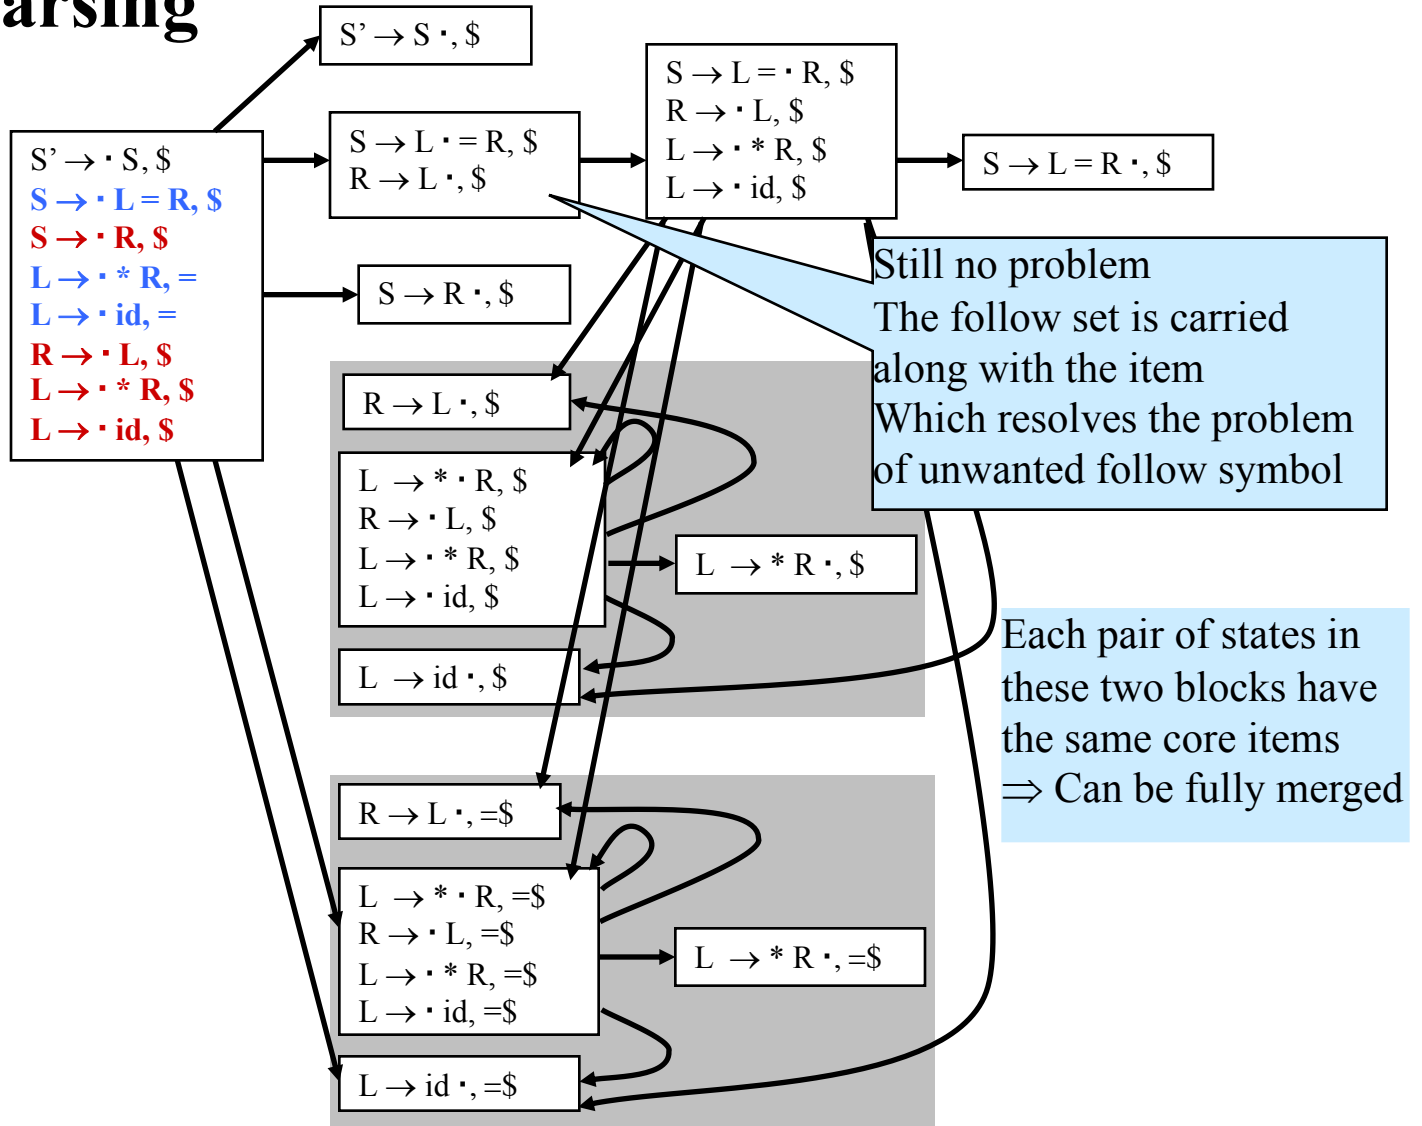 arsing
S’ → S ·, $
S’ → · S, $
S → · L = R, $
S → · R, $
L → · * R, =
L → · id, =
R → · L, $
L → · * R, $
L → · id, $
S → L · = R, $
R → L ·, $
S → L = · R, $
R → · L, $
L → · * R, $
L → · id, $
S → L = R ·, $
S → R ·, $
Still no problem
The follow set is carried
along with the item
Which resolves the problem
of unwanted follow symbol
R → L ·, $
L → * · R, $
R → · L, $
L → · * R, $
L → · id, $
L → * R ·, $
L → id ·, $
Each pair of states in
these two blocks have
the same core items
⇒ Can be fully merged
R → L ·, =$
L → * · R, =$
R → · L, =$
L → · * R, =$
L → · id, =$
L → * R ·, =$
L → id ·, =$